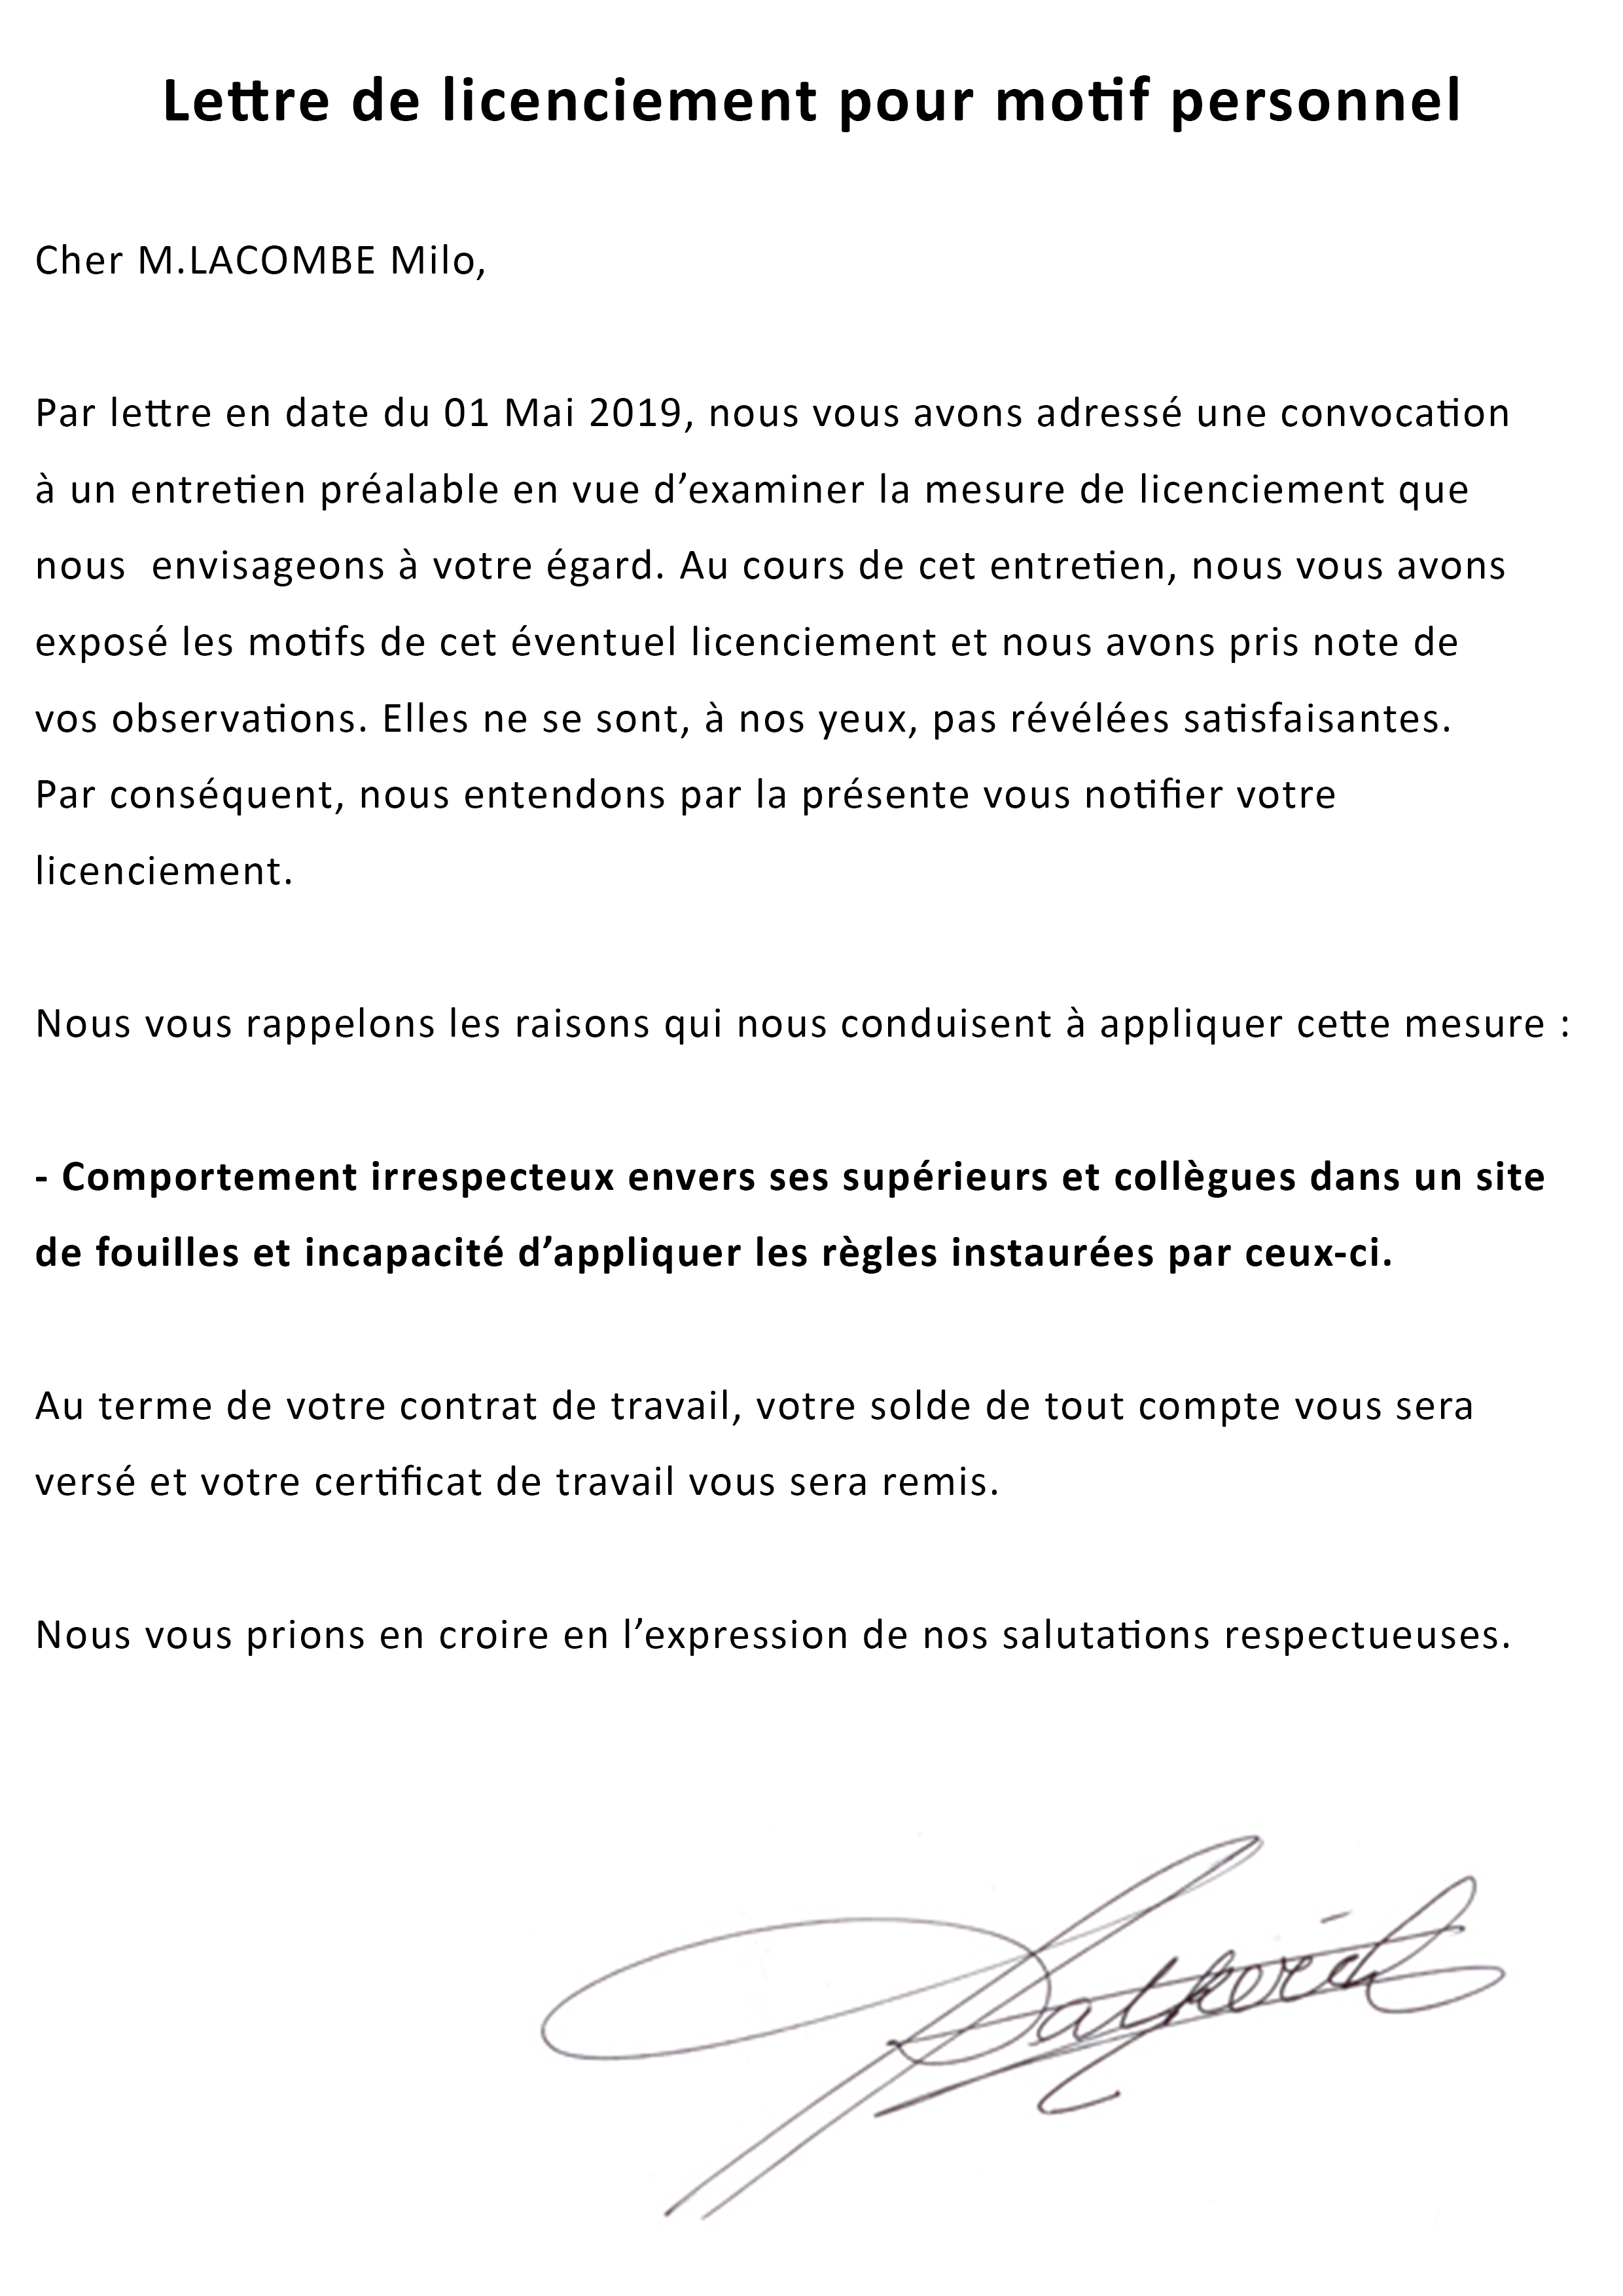 Lettre de licenciement pour motif personnel
Cher M.LACOMBE Milo,
Par lettre en date du 01 Mai 2019, nous vous avons adressé une convocation
à un entretien préalable en vue d’examiner la mesure de licenciement que
nous  envisageons à votre égard. Au cours de cet entretien, nous vous avons
exposé les motifs de cet éventuel licenciement et nous avons pris note de
vos observations. Elles ne se sont, à nos yeux, pas révélées satisfaisantes.
Par conséquent, nous entendons par la présente vous notifier votre
licenciement.
Nous vous rappelons les raisons qui nous conduisent à appliquer cette mesure :
- Comportement irrespecteux envers ses supérieurs et collègues dans un site
de fouilles et incapacité d’appliquer les règles instaurées par ceux-ci.
Au terme de votre contrat de travail, votre solde de tout compte vous sera
versé et votre certificat de travail vous sera remis.
Nous vous prions en croire en l’expression de nos salutations respectueuses.